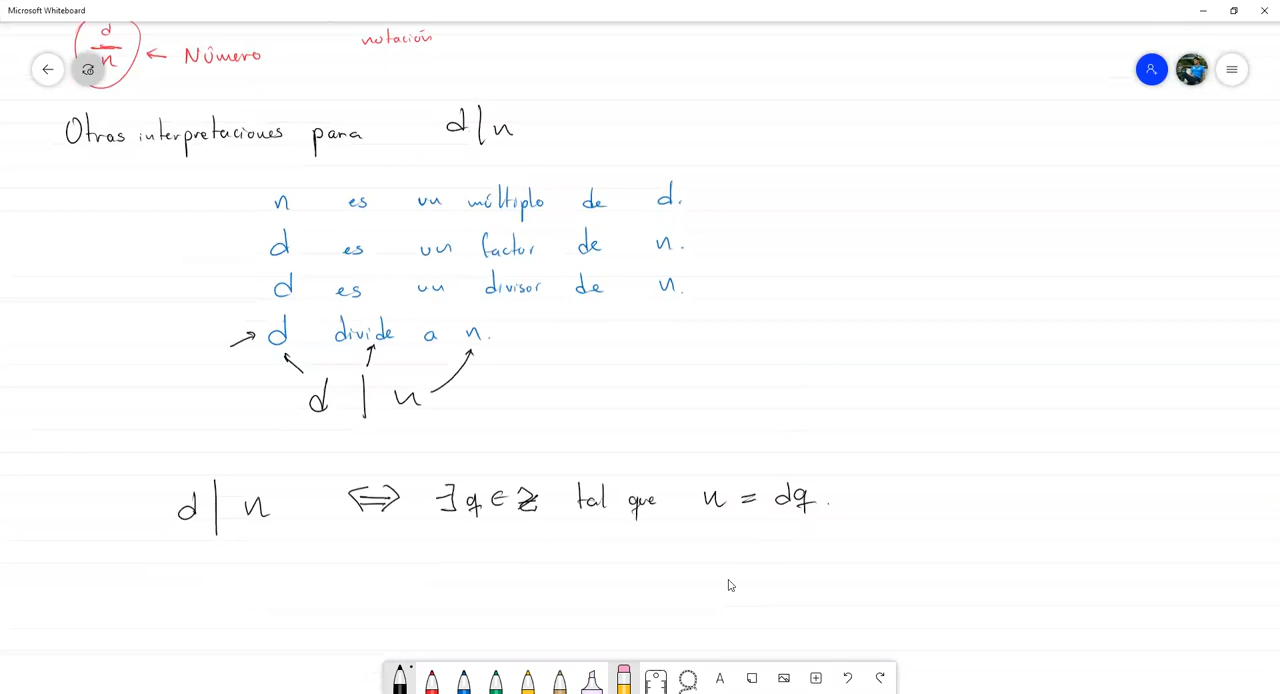 Microsoft Whiteboard
notación
d
n ← Número
Otras interpretaciones para d | n
n es un múltiplo de d.
d es un factor de n.
d es un divisor de n.
→ d divide a n.
d | n
d | n ⟺ ∃ q ∈ ℤ tal que n = dq.
A